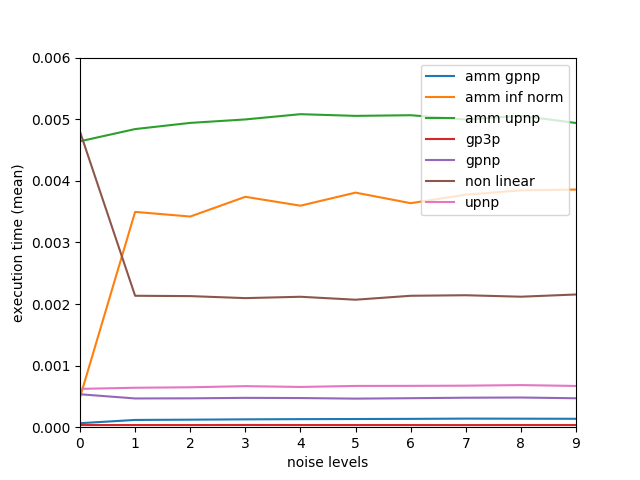 0.006
0.005
0.004
0.003
0.002
0.001
0.000
execution time (mean)
amm gpnp
amm inf norm
amm upnp
gp3p
gpnp
non linear
upnp
0 1 2 3 4 5 6 7 8 9
noise levels